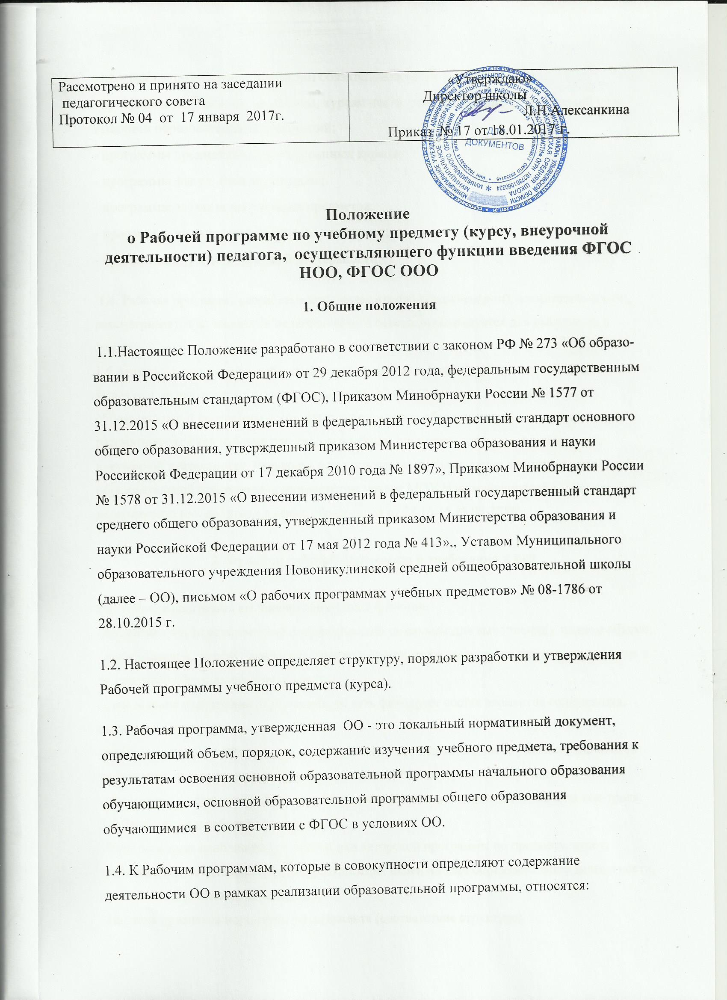 Рассмотрено и принято на заседании
педагогического совета
Протокол № 04 от 17 января 2017г.
«Утверждаю»
Директор школы
Л.Н.Алексанкина
Приказ № 17 от 18.01.2017 г.
ДЛЯ
ДОКУМЕНТОВ
Положение
о Рабочей программе по учебному предмету (курсу, внеурочной
деятельности) педагога, осуществляющего функции введения ФГОС
НОО, ФГОС ООО
1. Общие положения
1.1.Настоящее Положение разработано в соответствии с законом РФ № 273 «Об образо-
вании в Российской Федерации» от 29 декабря 2012 года, федеральным государственным
образовательным стандартом (ФГОС), Приказом Минобрнауки России № 1577 от
31.12.2015 «О внесении изменений в федеральный государственный стандарт основного
общего образования, утвержденный приказом Министерства образования и науки
Российской Федерации от 17 декабря 2010 года № 1897», Приказом Минобрнауки России
№ 1578 от 31.12.2015 «О внесении изменений в федеральный государственный стандарт
среднего общего образования, утвержденный приказом Министерства образования и
науки Российской Федерации от 17 мая 2012 года № 413»,, Уставом Муниципального
образовательного учреждения Новоникулинской средней общеобразовательной школы
(далее – ОО), письмом «О рабочих программах учебных предметов» № 08-1786 от
28.10.2015 г.
1.2. Настоящее Положение определяет структуру, порядок разработки и утверждения
Рабочей программы учебного предмета (курса).
1.3. Рабочая программа, утвержденная ОО - это локальный нормативный документ,
определяющий объем, порядок, содержание изучения учебного предмета, требования к
результатам освоения основной образовательной программы начального образования
обучающимися, основной образовательной программы общего образования
обучающимися в соответствии с ФГОС в условиях ОО.
1.4. К Рабочим программам, которые в совокупности определяют содержание
деятельности ОО в рамках реализации образовательной программы, относятся: